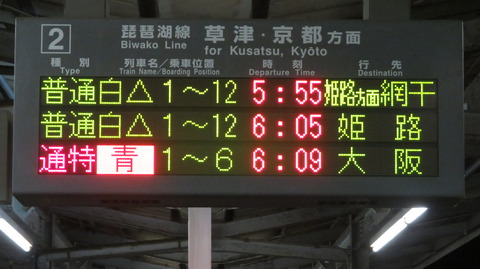 2 琵琶湖線 草津・京都方面
Biwako Line for Kusatsu, Kyōto
種別 列車名/乗車位置 時刻 行先
Type Train Name/Boarding Position Departure Time Destination
普通 白△ 1～12 5:55 姫路方面網干
普通 白△ 1～12 6:05 姫路
通特 青 1～6 6:09 大阪